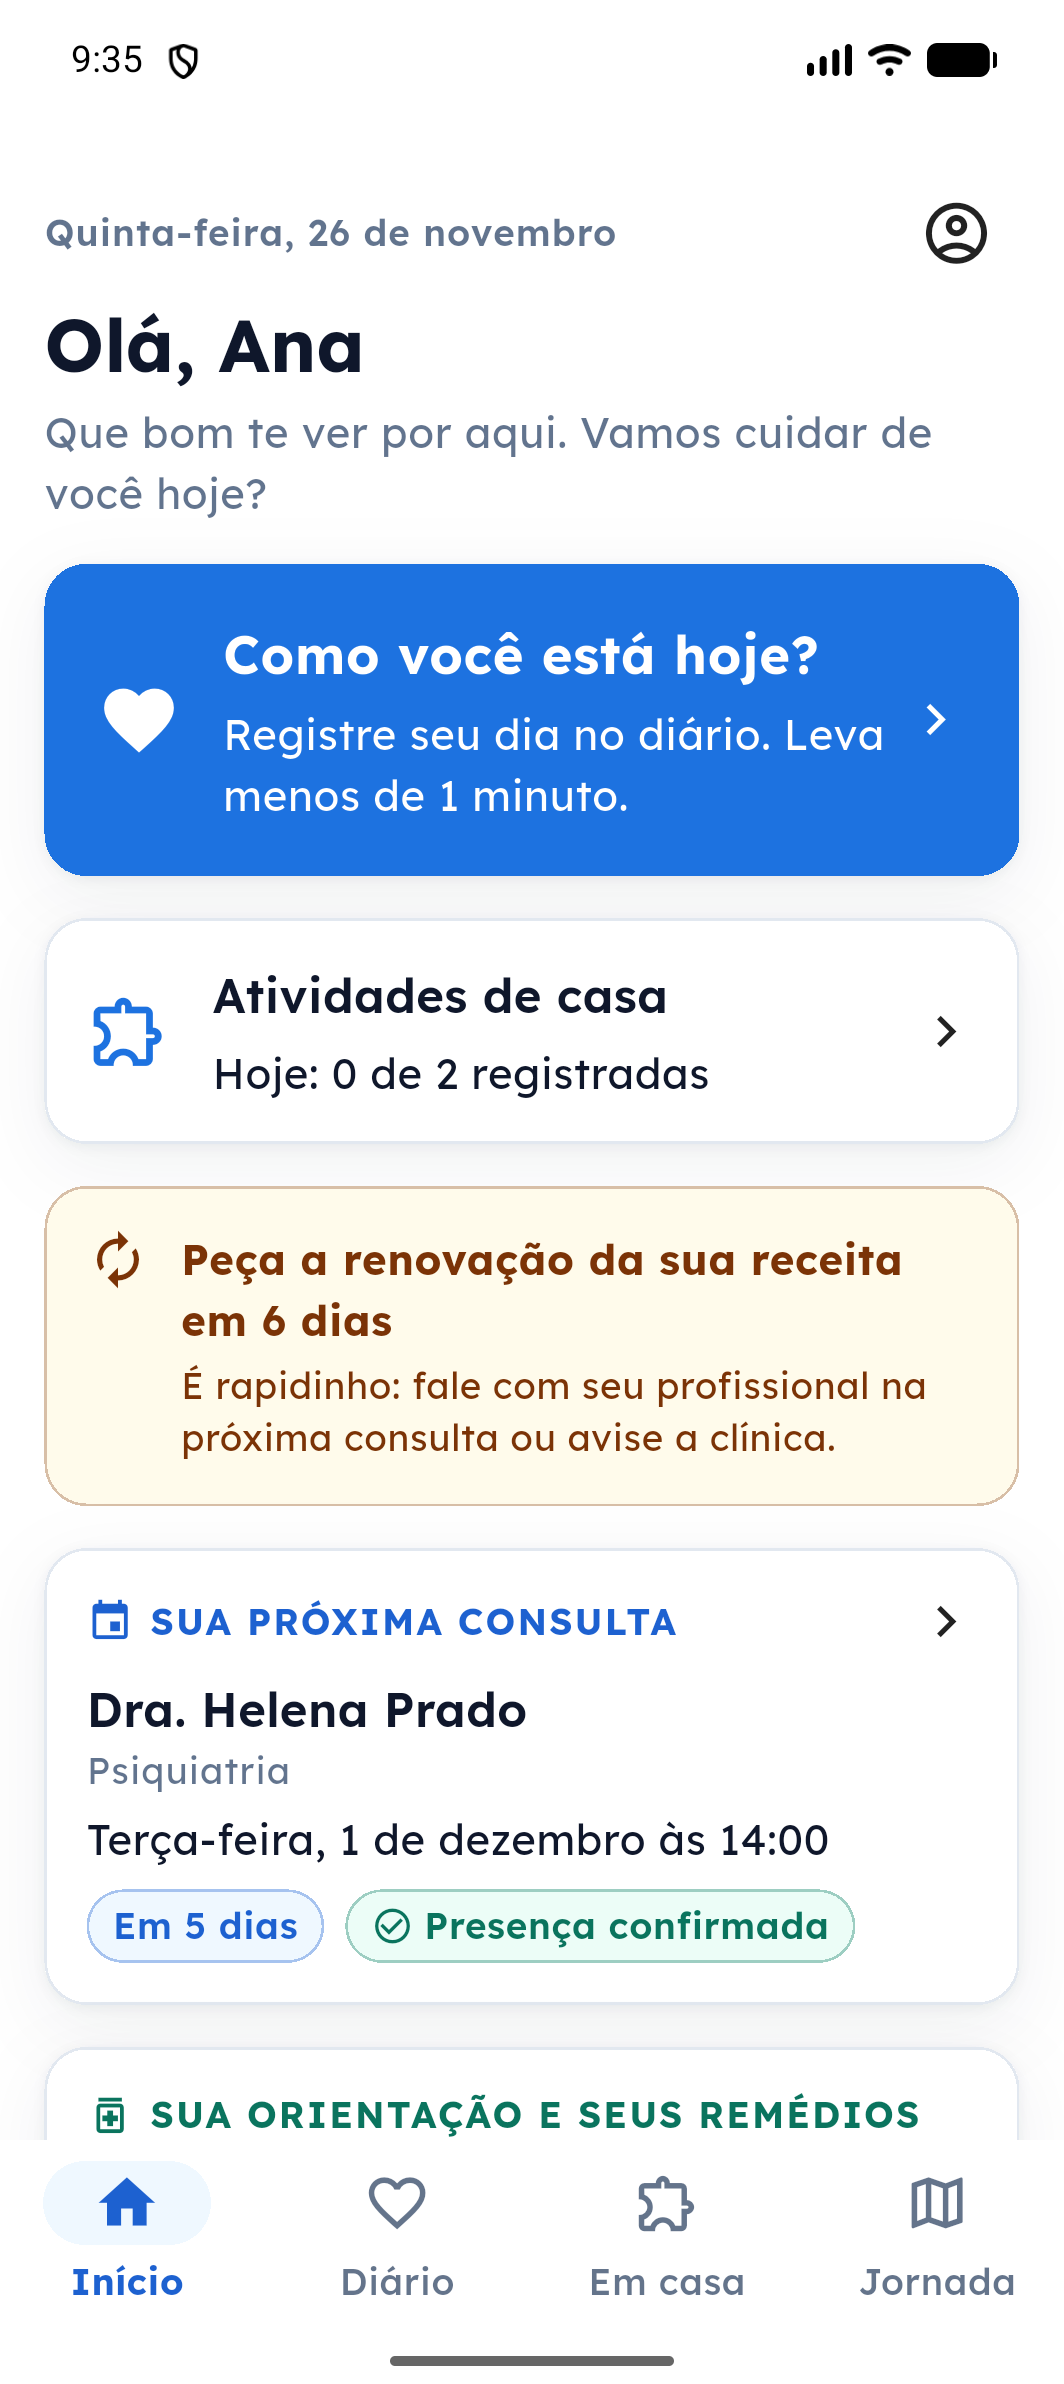 9:35
Quinta-feira, 26 de novembro
Olá, Ana
Que bom te ver por aqui. Vamos cuidar de
você hoje?
Como você está hoje?
Registre seu dia no diário. Leva
menos de 1 minuto.
Atividades de casa
Hoje: 0 de 2 registradas
Peça a renovação da sua receita
em 6 dias
É rapidinho: fale com seu profissional na
próxima consulta ou avise a clínica.
SUA PRÓXIMA CONSULTA
Dra. Helena Prado
Psiquiatria
Terça-feira, 1 de dezembro às 14:00
Em 5 dias
Presença confirmada
SUA ORIENTAÇÃO E SEUS REMÉDIOS
Início
Diário
Em casa
Jornada